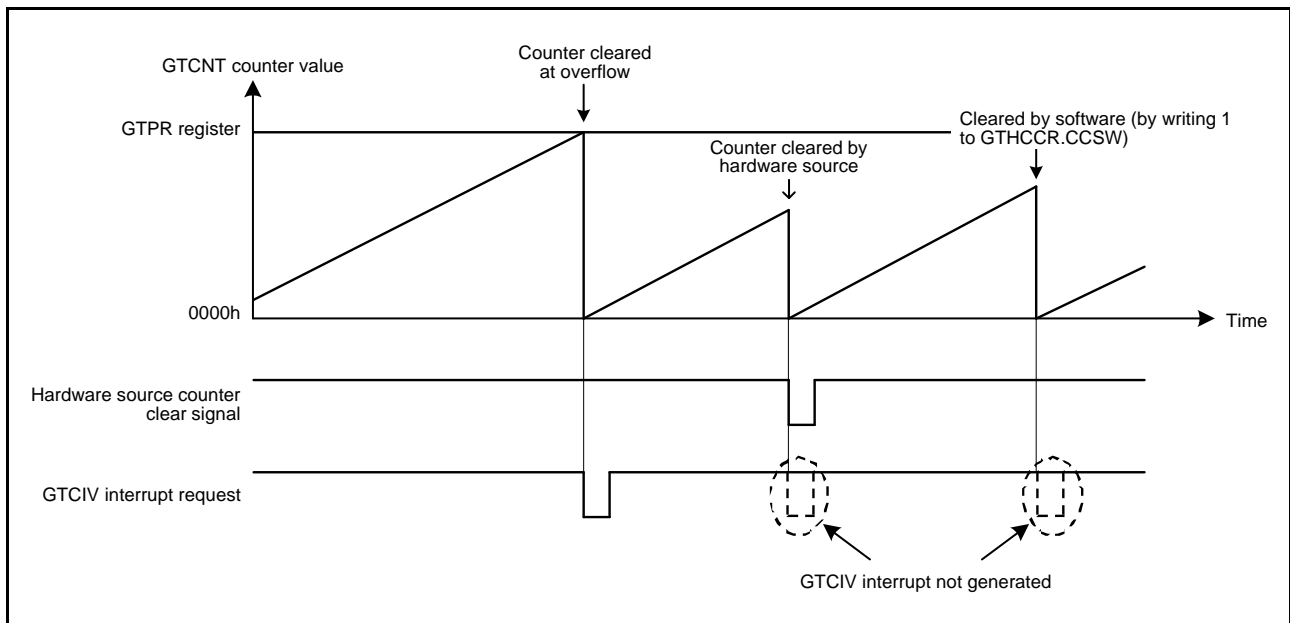 Counter cleared
at overflow
GTCNT counter value
GTPR register
Cleared by software (by writing 1
to GTHCCR.CCSW)
Counter cleared by
hardware source
0000h
Time
Hardware source counter
clear signal
GTCIV interrupt request
GTCIV interrupt not generated